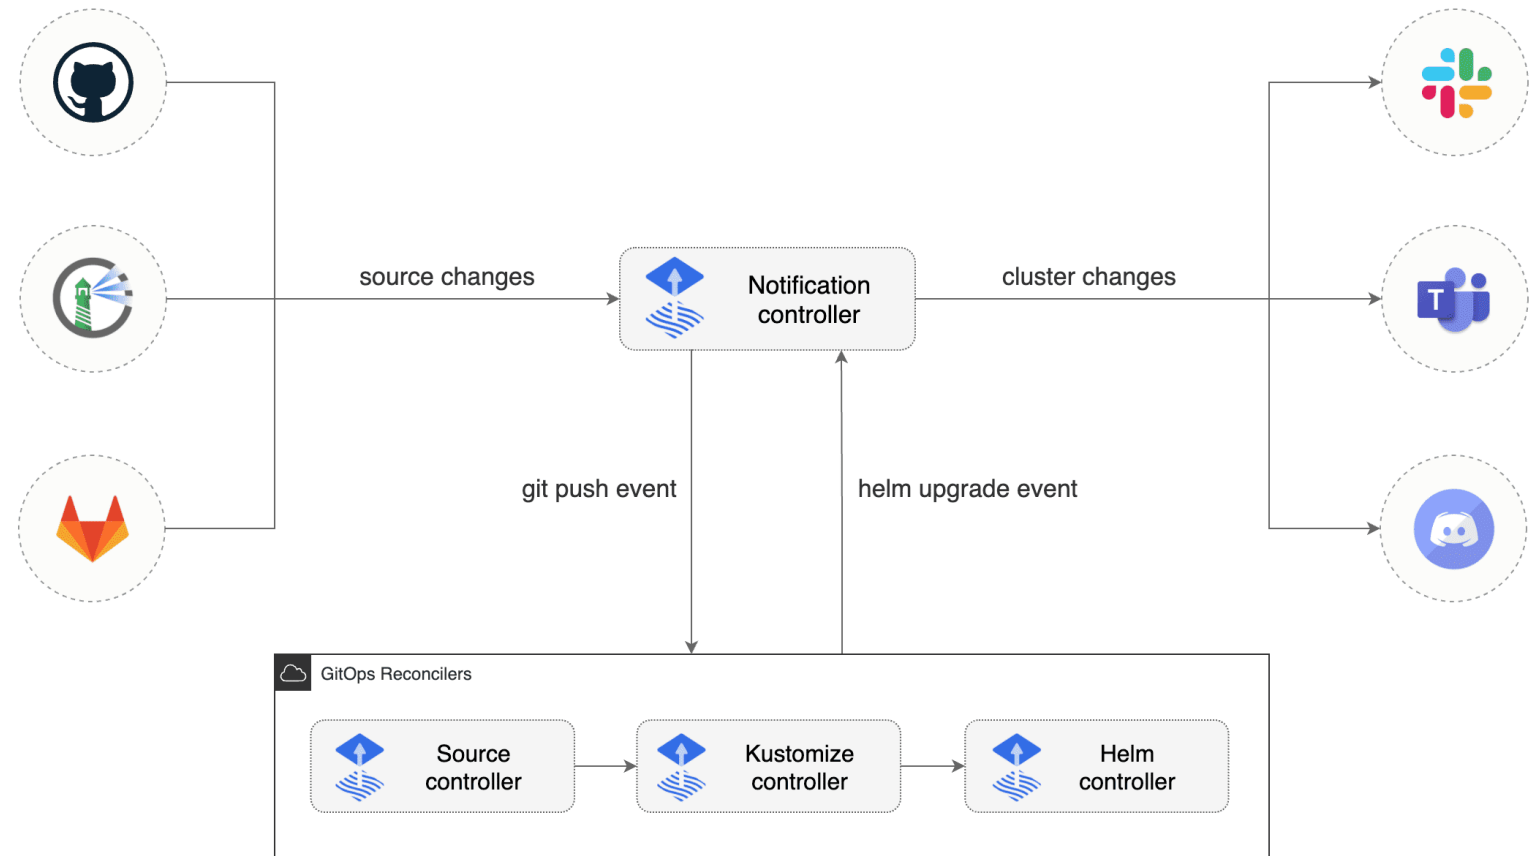 source changes
Notification
controller
cluster changes
git push event
helm upgrade event
GitOps Reconcilers
Source
controller
Kustomize
controller
Helm
controller
T